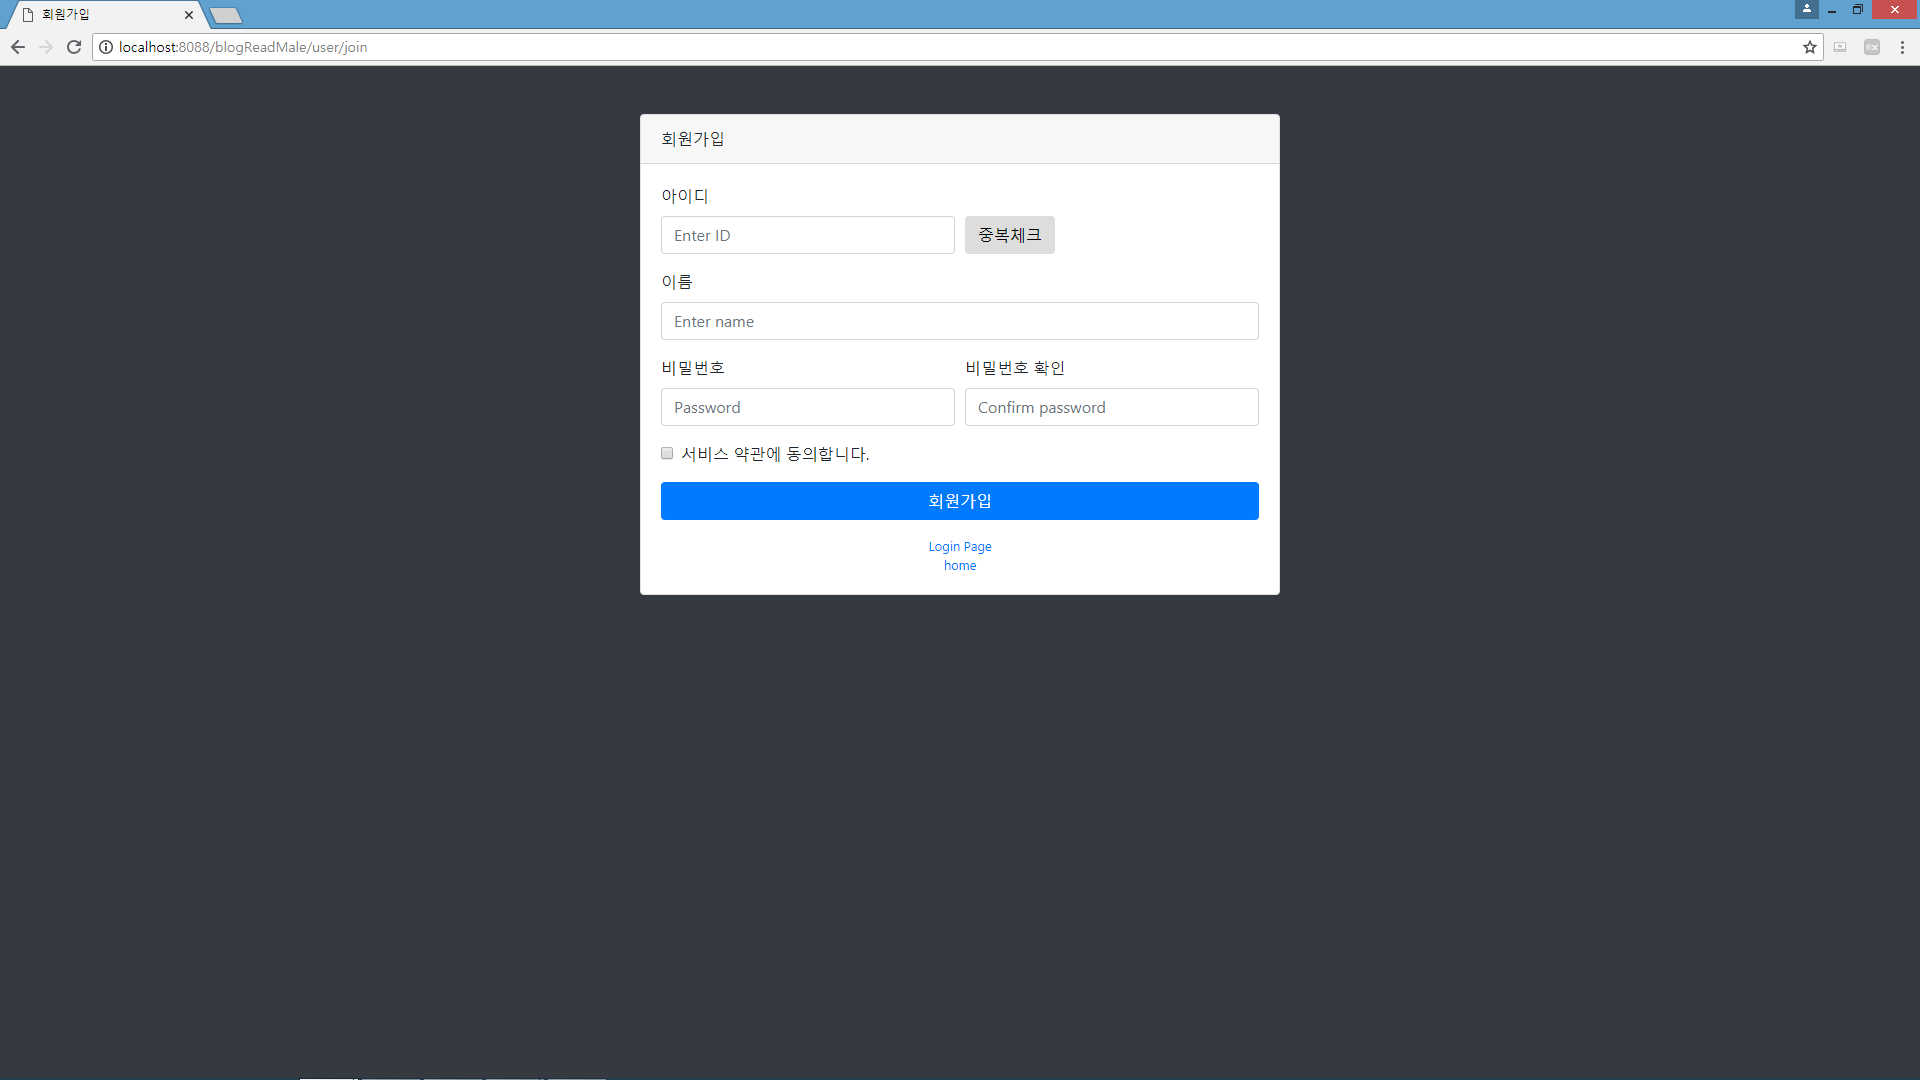 회원가입
localhost:8088/blogReadMale/user/join
회원가입
아이디
Enter ID
중복체크
이름
Enter name
비밀번호 비밀번호 확인
Password Confirm password
서비스 약관에 동의합니다.
회원가입
Login Page
home